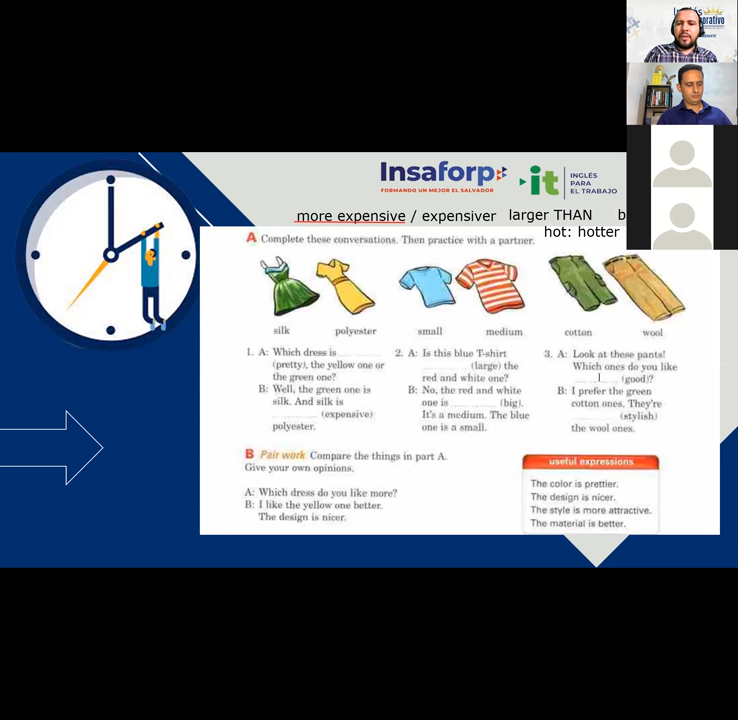 Insaforp
FORMANDO UN MEJOR EL SALVADOR
it
INGLÉS
PARA
EL TRABAJO
more expensive / expensiver larger THAN b
hot: hotter
A Complete these conversations. Then practice with a partner.
silk polyester small medium cotton wool
1. A: Which dress is ________
(pretty), the yellow one or
the green one?
B: Well, the green one is
silk. And silk is
________ (expensive)
polyester.
2. A: Is this blue T-shirt
________ (large) the
red and white one?
B: No, the red and white
one is ________ (big).
It's a medium. The blue
one is a small.
3. A: Look at these pants!
Which ones do you like
________ (good)?
B: I prefer the green
cotton ones. They're
________ (stylish)
the wool ones.
B Pair work Compare the things in part A.
Give your own opinions.
A: Which dress do you like more?
B: I like the yellow one better.
The design is nicer.
useful expressions
The color is prettier.
The design is nicer.
The style is more attractive.
The material is better.